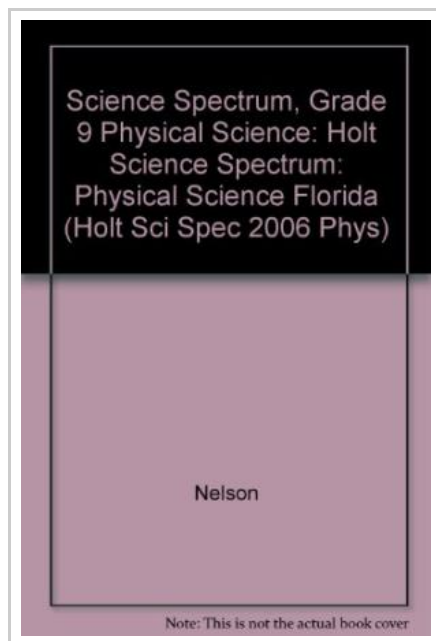 Science Spectrum, Grade
9 Physical Science: Holt
Science Spectrum:
Physical Science Florida
(Holt Sci Spec 2006 Phys)
Nelson
Note: This is not the actual book cover